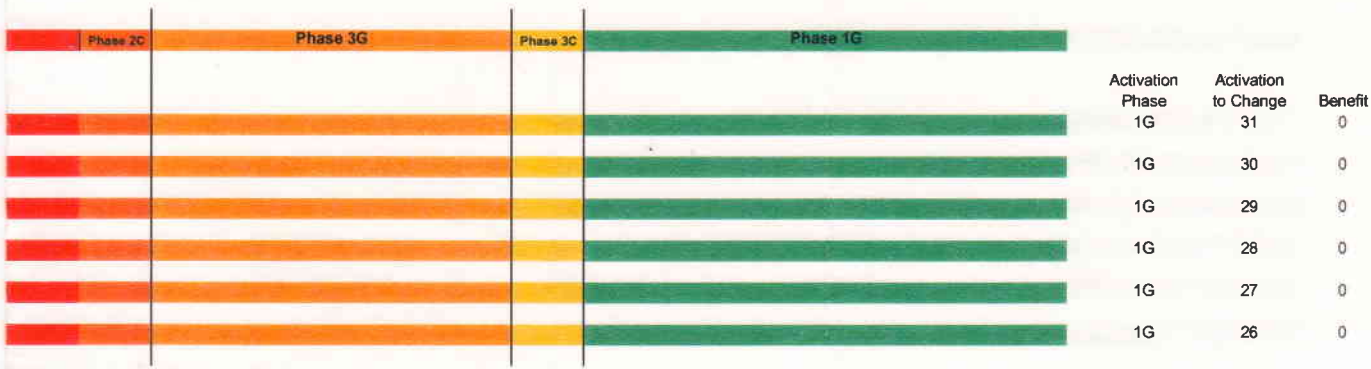 Phase 2C Phase 3G Phase 3C Phase 1G
Activation Phase Activation to Change Benefit
1G 31 0
1G 30 0
1G 29 0
1G 28 0
1G 27 0
1G 26 0